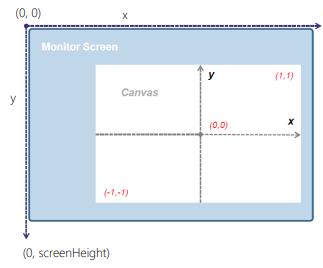 (0, 0)
x
Monitor Screen
y
(1,1)
Canvas
y
(0,0)
x
(-1,-1)
(0, screenHeight)